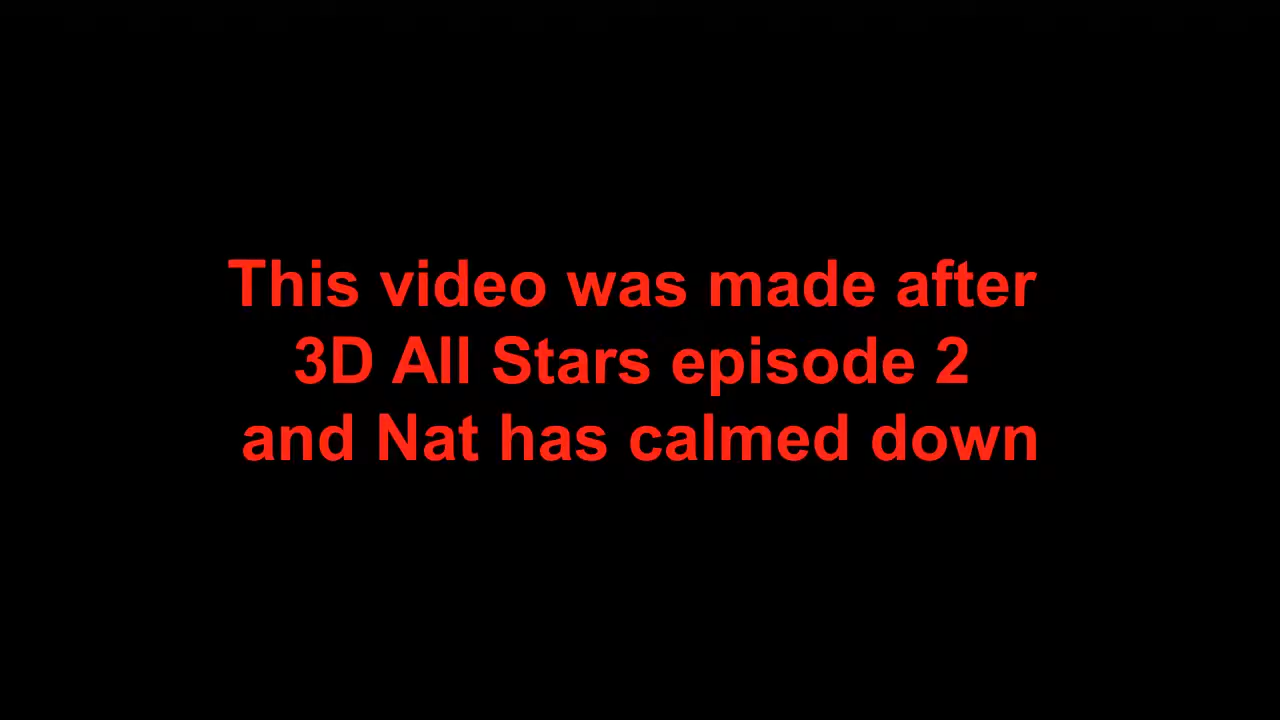 This video was made after
3D All Stars episode 2
and Nat has calmed down